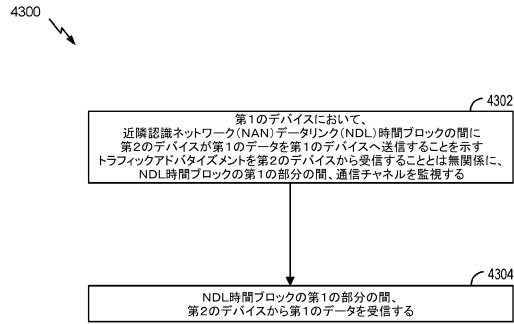 4300
4302
第1のデバイスにおいて、
近隣認識ネットワーク(NAN)データリンク(NDL)時間ブロックの間に
第2のデバイスが第1のデータを第1のデバイスへ送信することを示す
トラフィックアドバタイズメントを第2のデバイスから受信することとは無関係に、
NDL時間ブロックの第1の部分の間、通信チャネルを監視する
4304
NDL時間ブロックの第1の部分の間、
第2のデバイスから第1のデータを受信する